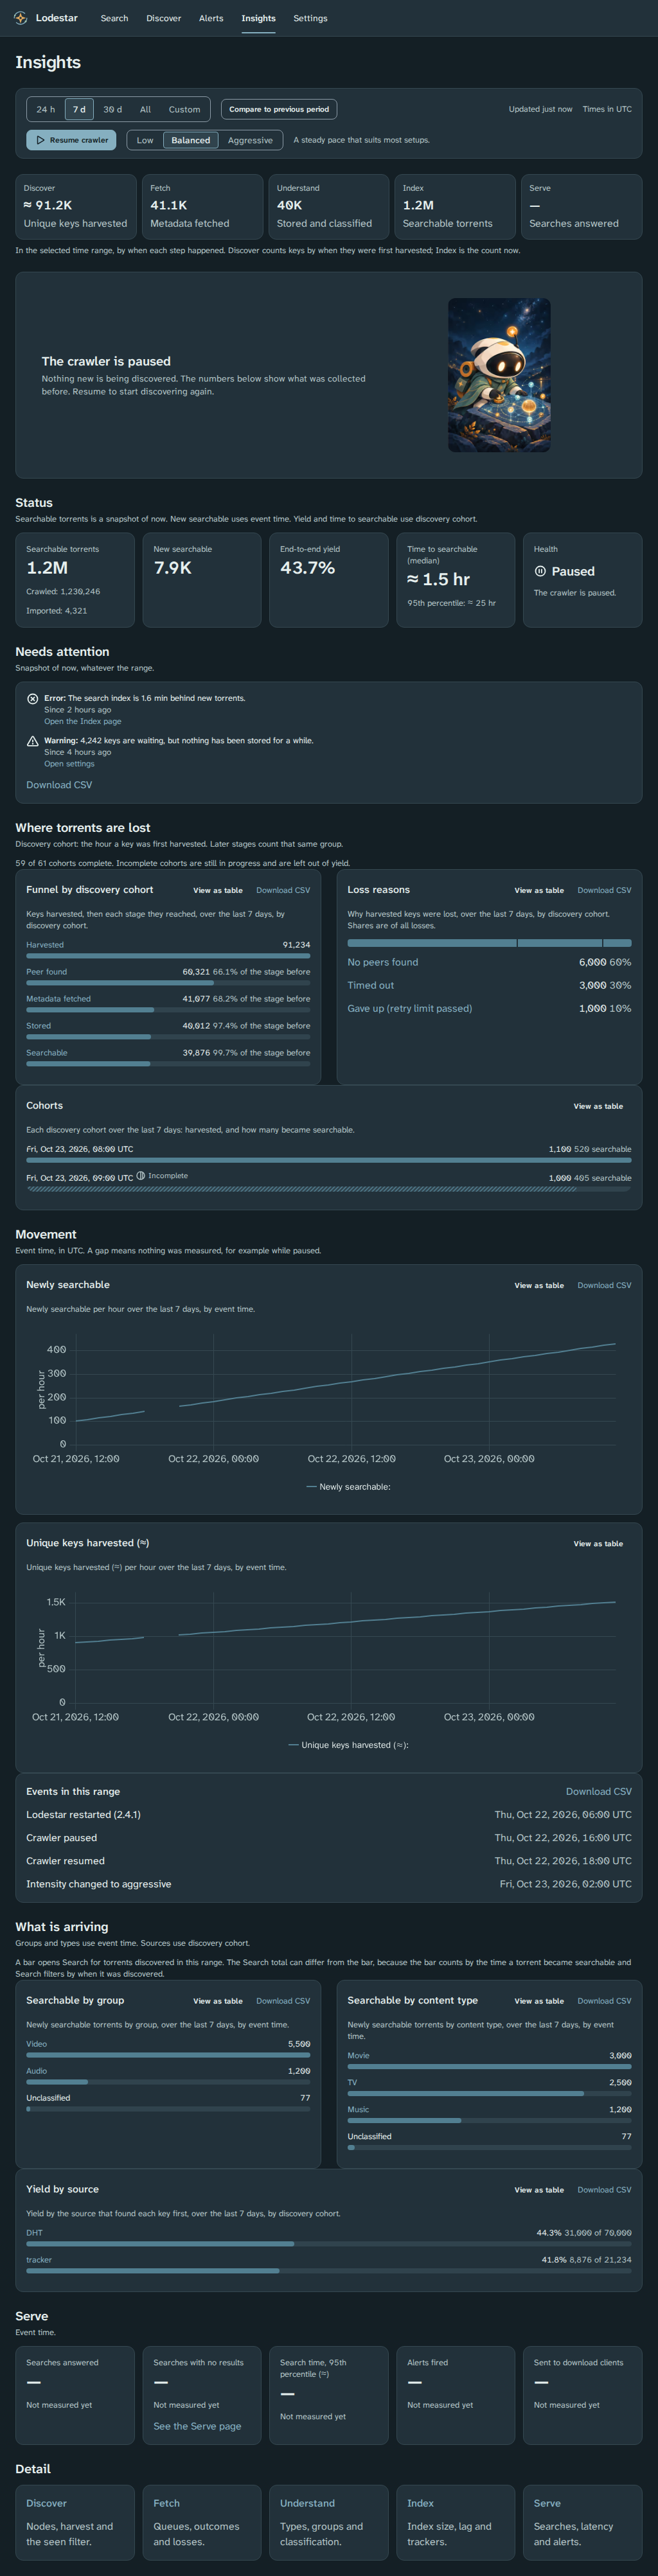 Lodestar
Search
Discover
Alerts
Insights
Settings
Insights
24 h
7 d
30 d
All
Custom
Compare to previous period
Updated just now
Times in UTC
Resume crawler
Low
Balanced
Aggressive
A steady pace that suits most setups.
Discover
≈ 91.2K
Unique keys harvested
Fetch
41.1K
Metadata fetched
Understand
40K
Stored and classified
Index
1.2M
Searchable torrents
Serve
—
Searches answered
In the selected time range, by when each step happened. Discover counts keys by when they were first harvested; Index is the count now.
The crawler is paused
Nothing new is being discovered. The numbers below show what was collected
before. Resume to start discovering again.
Status
Searchable torrents is a snapshot of now. New searchable uses event time. Yield and time to searchable use discovery cohort.
Searchable torrents
1.2M
Crawled: 1,230,246
Imported: 4,321
New searchable
7.9K
End-to-end yield
43.7%
Time to searchable
(median)
≈ 1.5 hr
95th percentile: ≈ 25 hr
Health
Paused
The crawler is paused.
Needs attention
Snapshot of now, whatever the range.
Error: The search index is 1.6 min behind new torrents.
Since 2 hours ago
Open the Index page
Warning: 4,242 keys are waiting, but nothing has been stored for a while.
Since 4 hours ago
Open settings
Download CSV
Where torrents are lost
Discovery cohort: the hour a key was first harvested. Later stages count that same group.
59 of 61 cohorts complete. Incomplete cohorts are still in progress and are left out of yield.
Funnel by discovery cohort
View as table
Download CSV
Keys harvested, then each stage they reached, over the last 7 days, by
discovery cohort.
Harvested
91,234
Peer found
60,321 66.1% of the stage before
Metadata fetched
41,077 68.2% of the stage before
Stored
40,012 97.4% of the stage before
Searchable
39,876 99.7% of the stage before
Loss reasons
View as table
Download CSV
Why harvested keys were lost, over the last 7 days, by discovery cohort.
Shares are of all losses.
No peers found
6,000 60%
Timed out
3,000 30%
Gave up (retry limit passed)
1,000 10%
Cohorts
View as table
Each discovery cohort over the last 7 days: harvested, and how many became searchable.
Fri, Oct 23, 2026, 08:00 UTC
1,100 520 searchable
Fri, Oct 23, 2026, 09:00 UTC
Incomplete
1,000 405 searchable
Movement
Event time, in UTC. A gap means nothing was measured, for example while paused.
Newly searchable
View as table
Download CSV
Newly searchable per hour over the last 7 days, by event time.
400
300
200
100
0
per hour
Oct 21, 2026, 12:00
Oct 22, 2026, 00:00
Oct 22, 2026, 12:00
Oct 23, 2026, 00:00
Newly searchable:
Unique keys harvested (≈)
View as table
Unique keys harvested (≈) per hour over the last 7 days, by event time.
1.5K
1K
500
0
per hour
Oct 21, 2026, 12:00
Oct 22, 2026, 00:00
Oct 22, 2026, 12:00
Oct 23, 2026, 00:00
Unique keys harvested (≈):
Events in this range
Download CSV
Lodestar restarted (2.4.1)
Thu, Oct 22, 2026, 06:00 UTC
Crawler paused
Thu, Oct 22, 2026, 16:00 UTC
Crawler resumed
Thu, Oct 22, 2026, 18:00 UTC
Intensity changed to aggressive
Fri, Oct 23, 2026, 02:00 UTC
What is arriving
Groups and types use event time. Sources use discovery cohort.
A bar opens Search for torrents discovered in this range. The Search total can differ from the bar, because the bar counts by the time a torrent became searchable and
Search filters by when it was discovered.
Searchable by group
View as table
Download CSV
Newly searchable torrents by group, over the last 7 days, by event time.
Video
5,500
Audio
1,200
Unclassified
77
Searchable by content type
View as table
Download CSV
Newly searchable torrents by content type, over the last 7 days, by event
time.
Movie
3,000
TV
2,500
Music
1,200
Unclassified
77
Yield by source
View as table
Download CSV
Yield by the source that found each key first, over the last 7 days, by discovery cohort.
DHT
44.3% 31,000 of 70,000
tracker
41.8% 8,876 of 21,234
Serve
Event time.
Searches answered
—
Not measured yet
Searches with no results
—
Not measured yet
See the Serve page
Search time, 95th
percentile (≈)
—
Not measured yet
Alerts fired
—
Not measured yet
Sent to download clients
—
Not measured yet
Detail
Discover
Nodes, harvest and
the seen filter.
Fetch
Queues, outcomes
and losses.
Understand
Types, groups and
classification.
Index
Index size, lag and
trackers.
Serve
Searches, latency
and alerts.